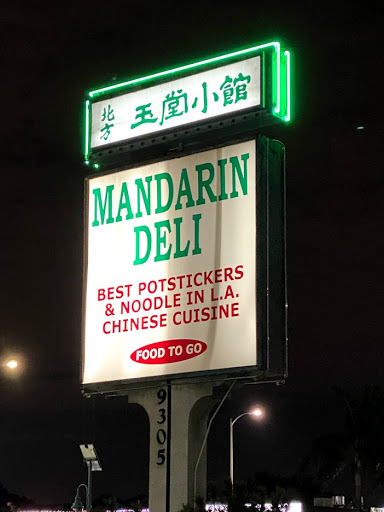 北方 玉堂小館
MANDARIN
DELI
BEST POTSTICKERS
& NOODLE IN L.A.
CHINESE CUISINE
FOOD TO GO
9305